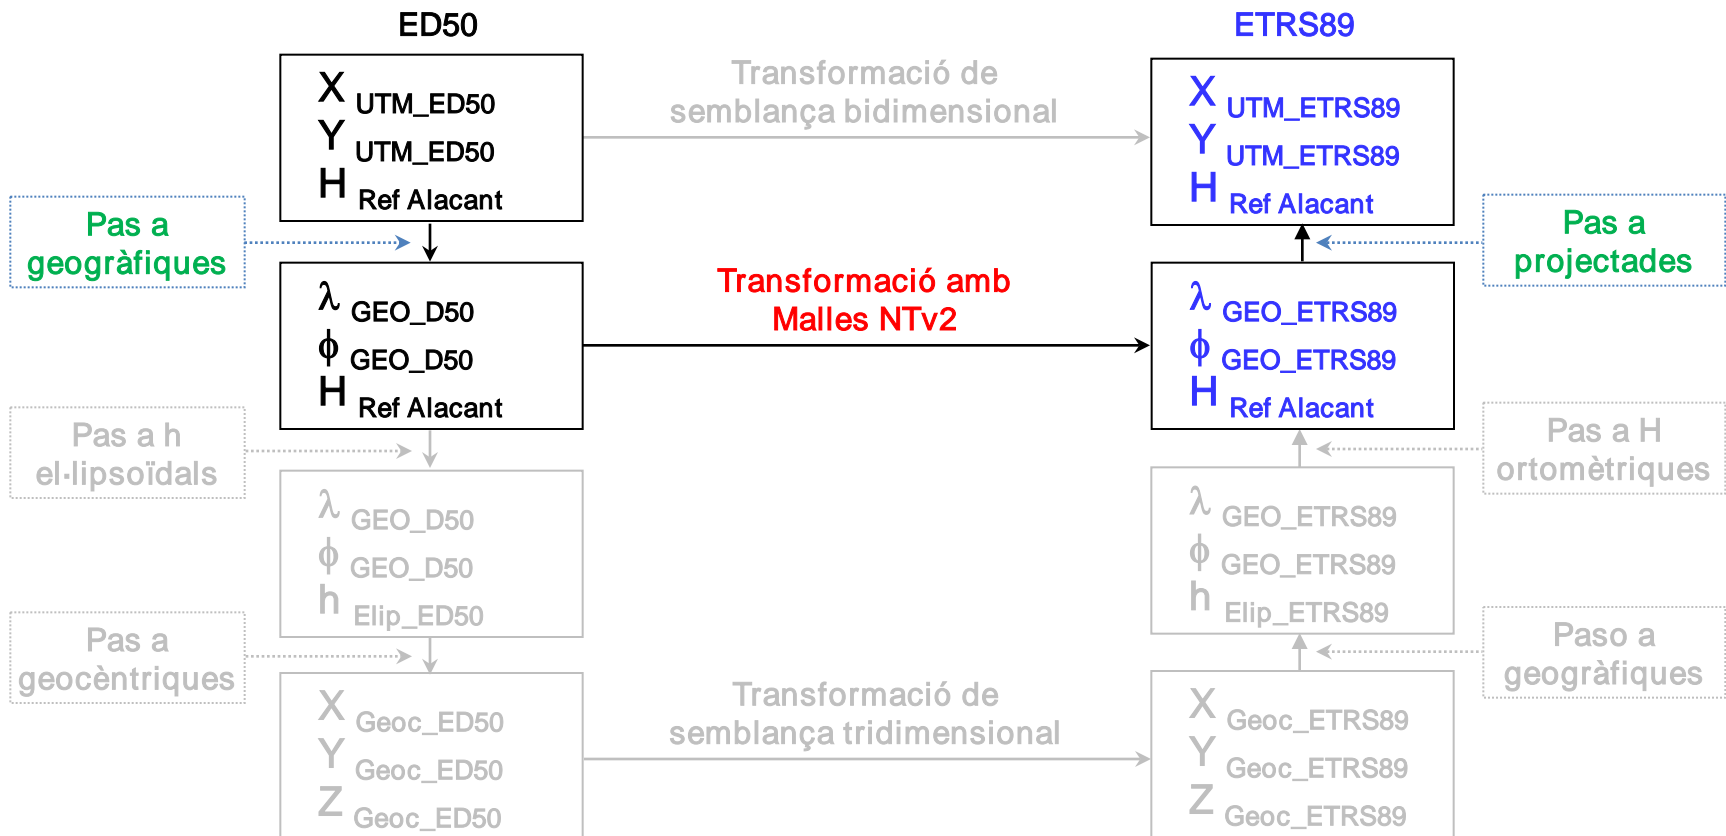 ED50
ETRS89
X UTM_ED50
Y UTM_ED50
H Ref Alacant
Transformació de
semblança bidimensional
X UTM_ETRS89
Y UTM_ETRS89
H Ref Alacant
Pas a
geogràfiques
Pas a
projectades
λ GEO_D50
ϕ GEO_D50
H Ref Alacant
Transformació amb
Malles NTv2
λ GEO_ETRS89
ϕ GEO_ETRS89
H Ref Alacant
Pas a h
el·lipsoïdals
Pas a H
ortomètriques
λ GEO_D50
ϕ GEO_D50
h Elip_ED50
λ GEO_ETRS89
ϕ GEO_ETRS89
h Elip_ETRS89
Pas a
geocèntriques
Paso a
geogràfiques
X Geoc_ED50
Y Geoc_ED50
Z Geoc_ED50
Transformació de
semblança tridimensional
X Geoc_ETRS89
Y Geoc_ETRS89
Z Geoc_ETRS89